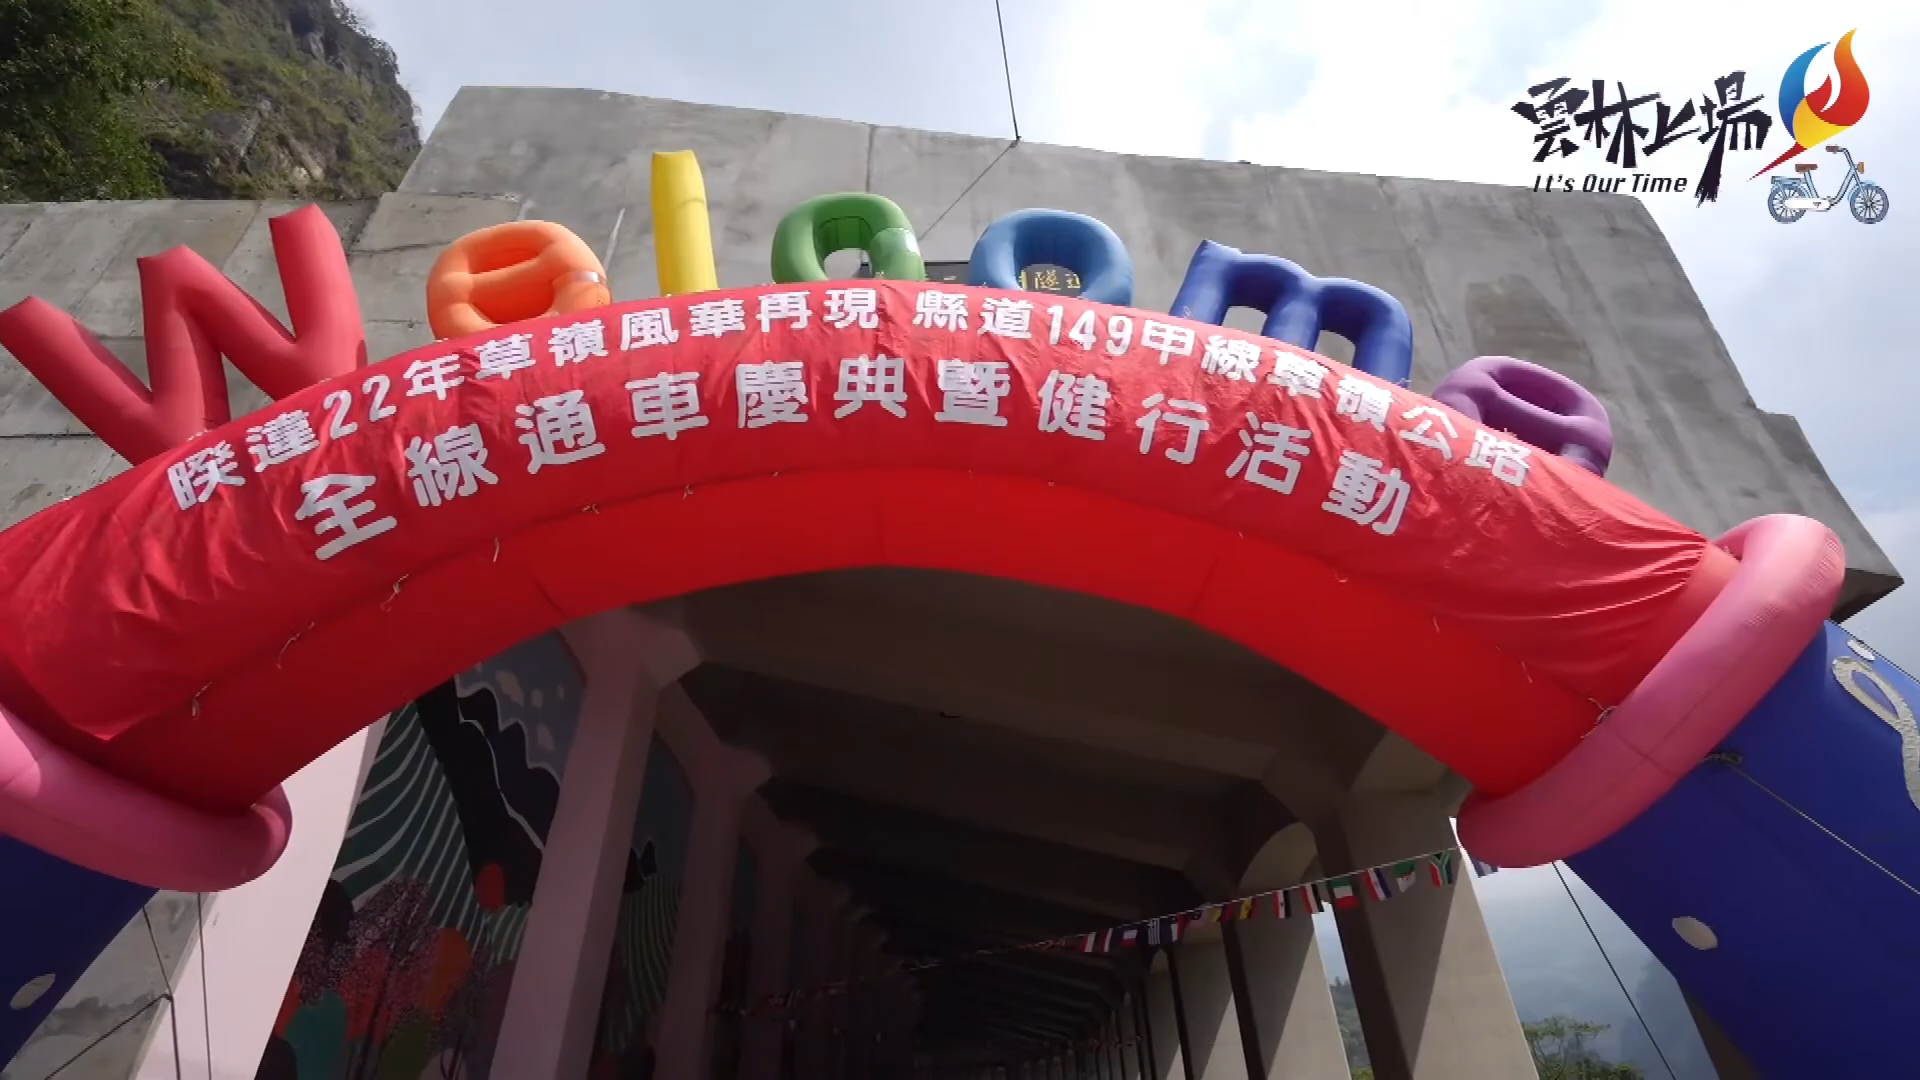 雲林上場
It's Our Time
Welcome
隧道
睽違22年草嶺風華再現 縣道149甲線草嶺公路
全線通車慶典暨健行活動